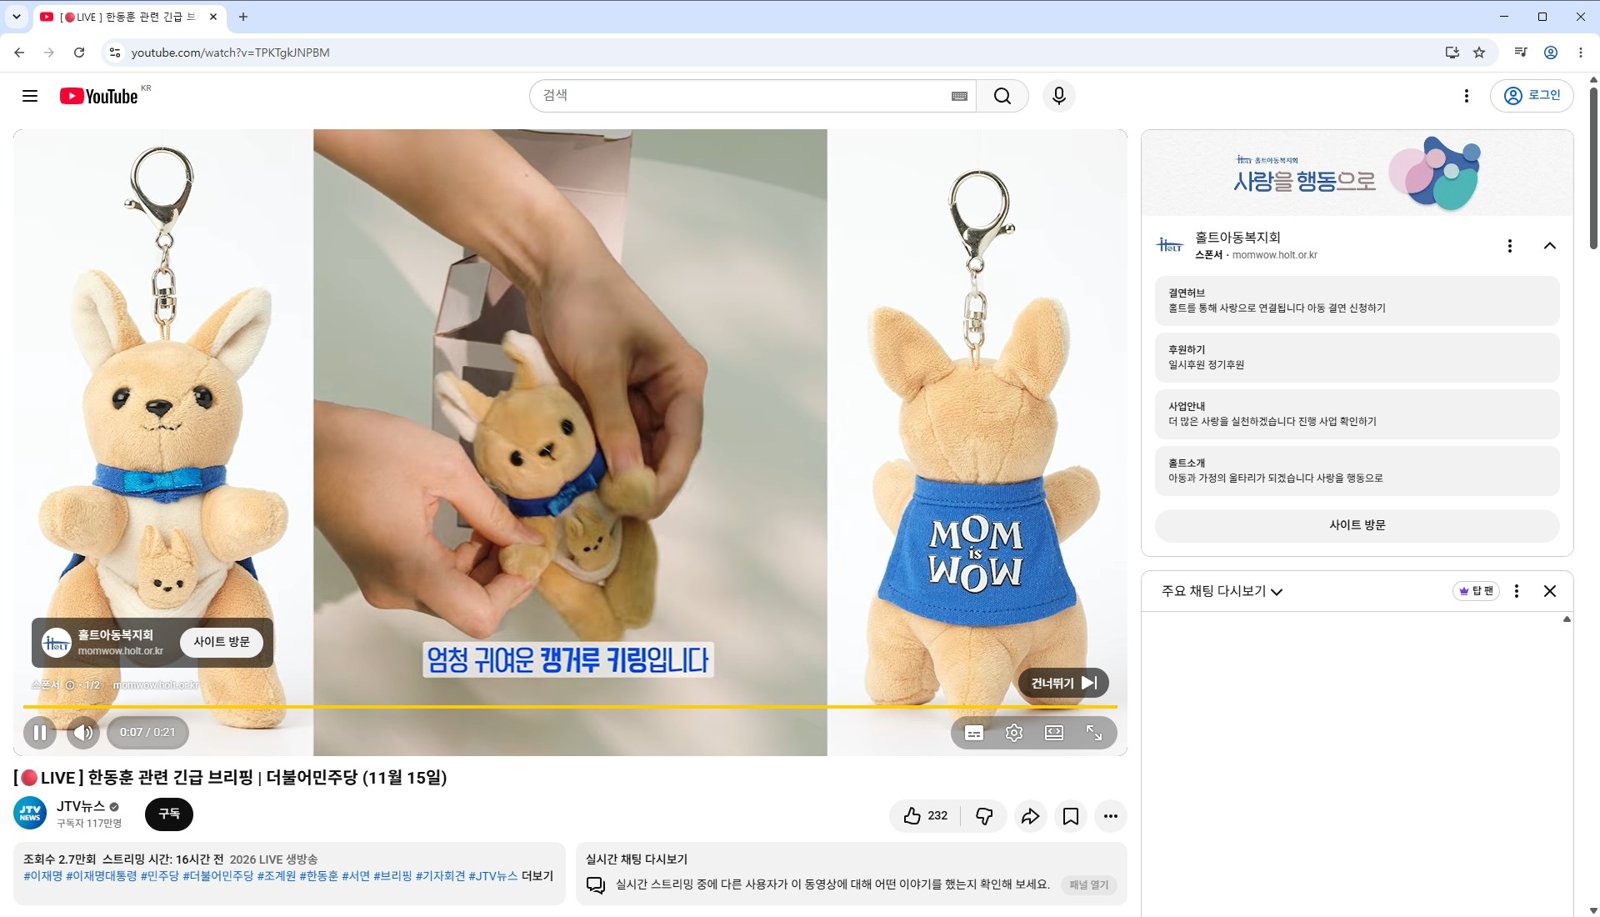 [🔴LIVE ] 한동훈 관련 긴급 브
youtube.com/watch?v=TPKTgkJNPBM
YouTube KR
검색
로그인
MOM
is
WOW
엄청 귀여운 캥거루 키링입니다
HOLT
홀트아동복지회
momwow.holt.or.kr
사이트 방문
스폰서 · 1/2 momwow.holt.or.kr
건너뛰기
0:07 / 0:21
[🔴LIVE ] 한동훈 관련 긴급 브리핑 | 더불어민주당 (11월 15일)
JTV NEWS
JTV뉴스
구독자 117만명
구독
232
조회수 2.7만회 스트리밍 시간: 16시간 전 2026 LIVE 생방송
#이재명 #이재명대통령 #민주당 #더불어민주당 #조계원 #한동훈 #서면 #브리핑 #기자회견 #JTV뉴스 더보기
실시간 채팅 다시보기
실시간 스트리밍 중에 다른 사용자가 이 동영상에 대해 어떤 이야기를 했는지 확인해 보세요.
패널 열기
홀트아동복지회
사랑을 행동으로
HOLT
홀트아동복지회
스폰서 · momwow.holt.or.kr
결연허브
홀트를 통해 사랑으로 연결됩니다 아동 결연 신청하기
후원하기
일시후원 정기후원
사업안내
더 많은 사랑을 실천하겠습니다 진행 사업 확인하기
홀트소개
아동과 가정의 울타리가 되겠습니다 사랑을 행동으로
사이트 방문
주요 채팅 다시보기
탑 팬